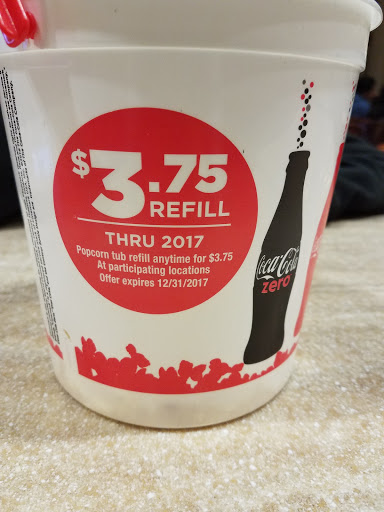 $3.75
REFILL
THRU 2017
Popcorn tub refill anytime for $3.75
At participating locations
Offer expires 12/31/2017
Coca-Cola
zero